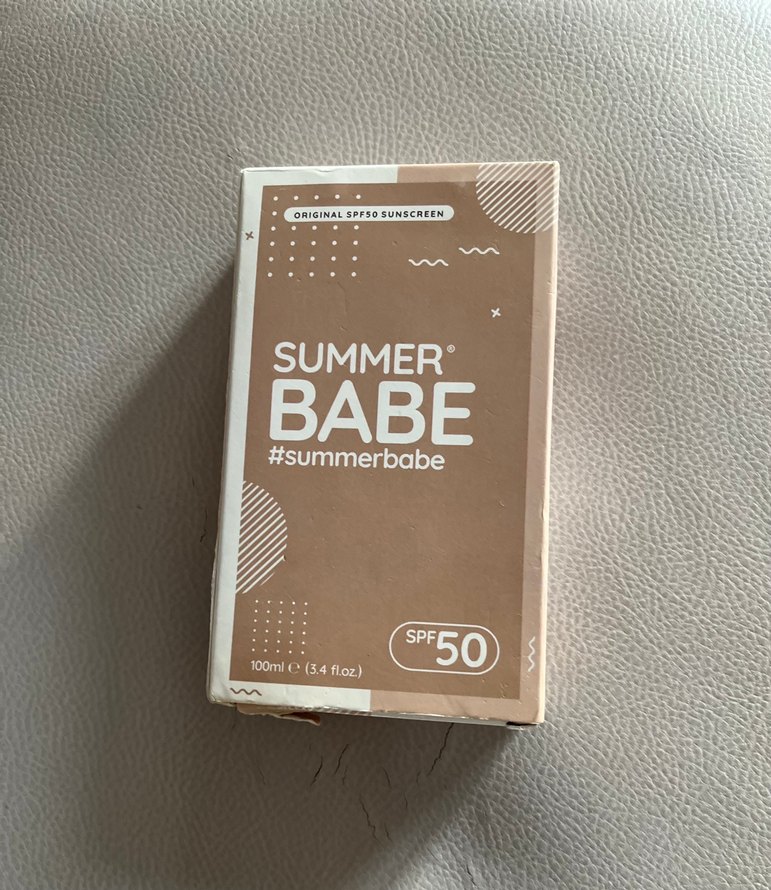 ORIGINAL SPF50 SUNSCREEN
SUMMER®
BABE
#summerbabe
SPF50
100ml ℮ (3.4 fl.oz.)